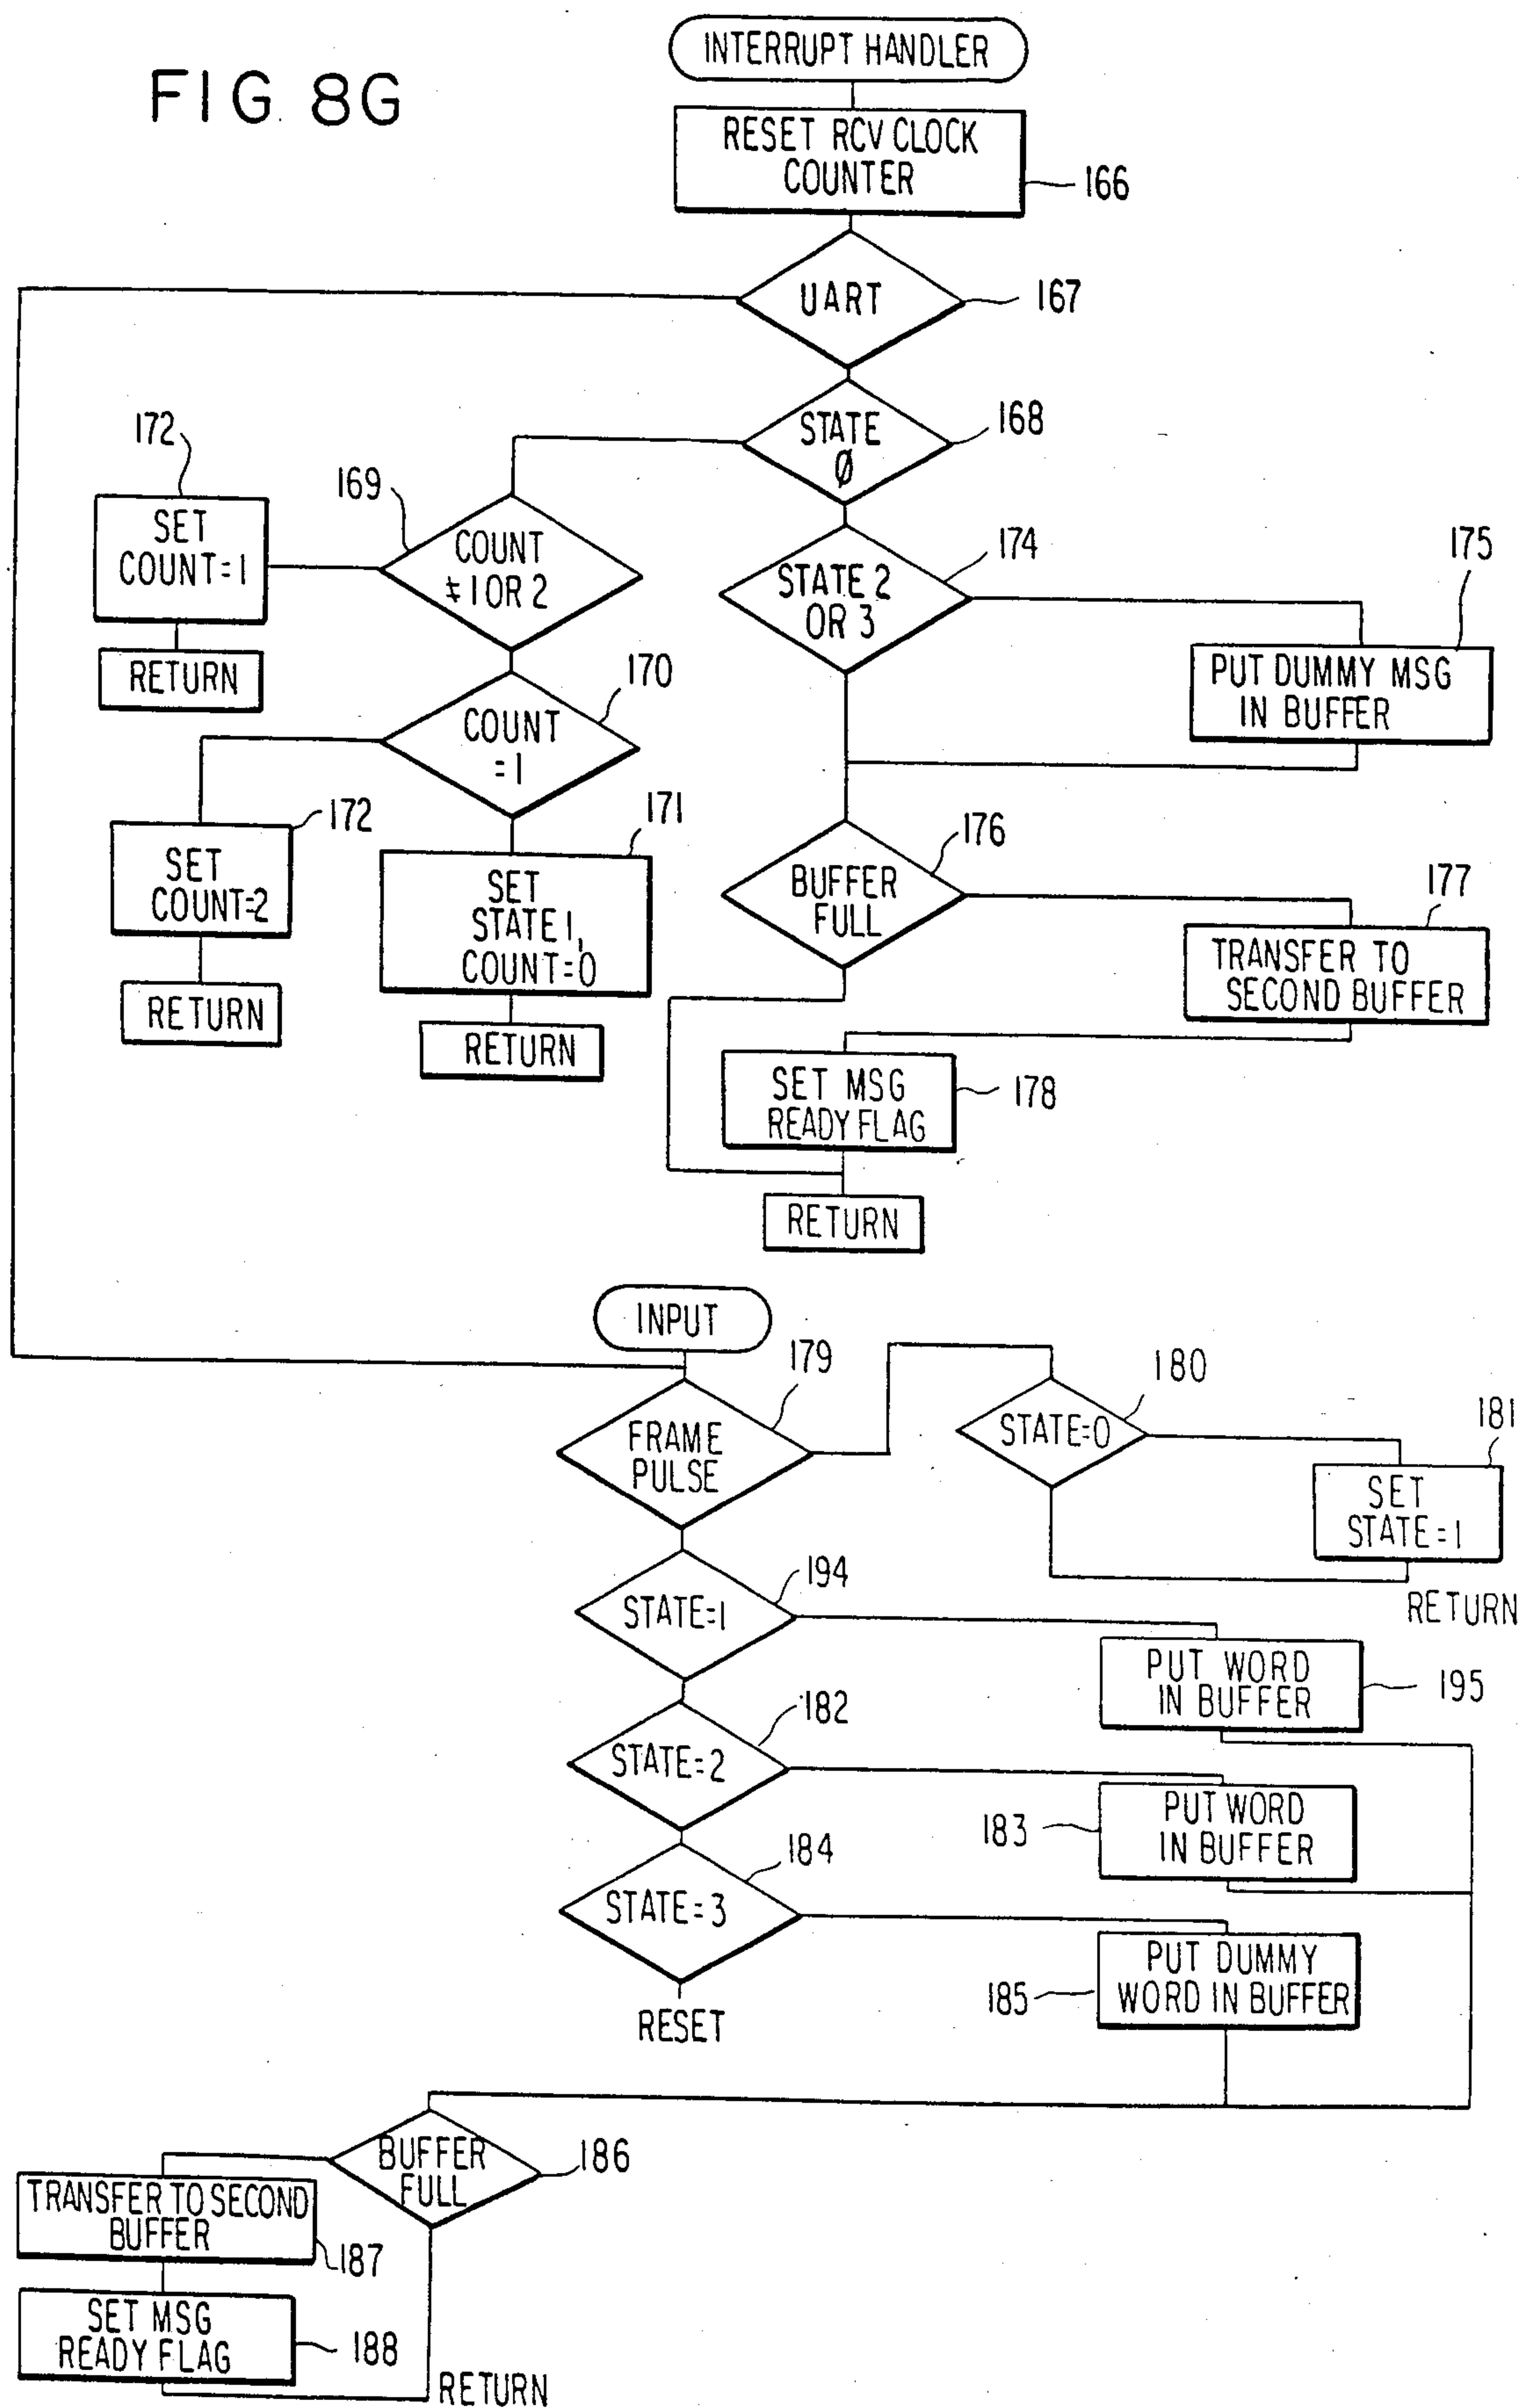 FIG. 8G
INTERRUPT HANDLER
RESET RCV CLOCK
COUNTER
166
UART
167
STATE
Ø
168
172
SET
COUNT=1
RETURN
169
COUNT
≠1 OR 2
170
COUNT
=1
172
SET
COUNT=2
RETURN
171
SET
STATE 1,
COUNT=0
RETURN
174
STATE 2
OR 3
175
PUT DUMMY MSG
IN BUFFER
176
BUFFER
FULL
177
TRANSFER TO
SECOND BUFFER
SET MSG
READY FLAG
178
RETURN
INPUT
179
FRAME
PULSE
180
STATE=0
181
SET
STATE=1
RETURN
194
STATE=1
PUT WORD
IN BUFFER
195
182
STATE=2
183
PUT WORD
IN BUFFER
184
STATE=3
185
PUT DUMMY
WORD IN BUFFER
RESET
BUFFER
FULL
186
TRANSFER TO SECOND
BUFFER
187
SET MSG
READY FLAG
188
RETURN